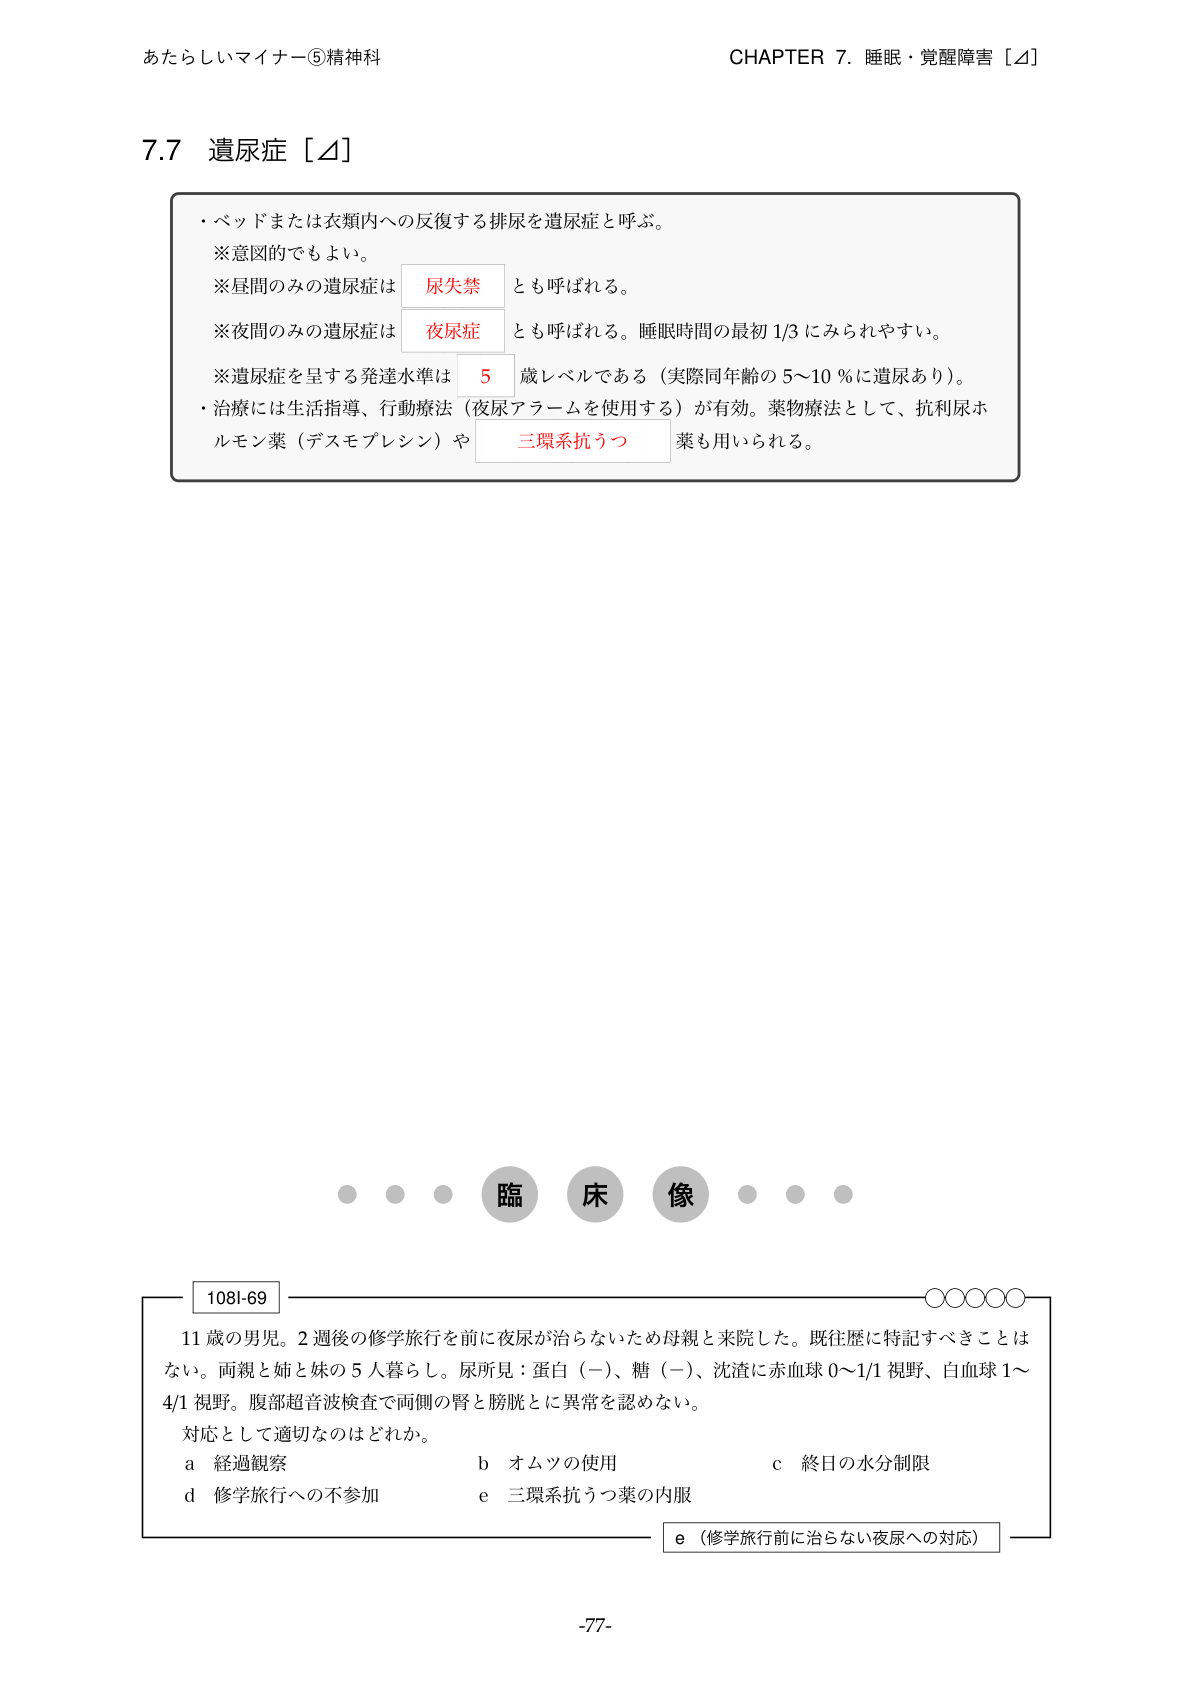 あたらしいマイナー⑤精神科 CHAPTER 7. 睡眠・覚醒障害［⊿］
7.7 遺尿症［⊿］
・ベッドまたは衣類内への反復する排尿を遺尿症と呼ぶ。
※意図的でもよい。
※昼間のみの遺尿症は 尿失禁 とも呼ばれる。
※夜間のみの遺尿症は 夜尿症 とも呼ばれる。睡眠時間の最初 1/3 にみられやすい。
※遺尿症を呈する発達水準は 5 歳レベルである（実際同年齢の 5～10 %に遺尿あり）。
・治療には生活指導、行動療法（夜尿アラームを使用する）が有効。薬物療法として、抗利尿ホ
ルモン薬（デスモプレシン）や 三環系抗うつ 薬も用いられる。
臨床像
108I-69 ○○○○○
11 歳の男児。2 週後の修学旅行を前に夜尿が治らないため母親と来院した。既往歴に特記すべきことは
ない。両親と姉と妹の 5 人暮らし。尿所見：蛋白（－）、糖（－）、沈渣に赤血球 0～1/1 視野、白血球 1～
4/1 視野。腹部超音波検査で両側の腎と膀胱とに異常を認めない。
対応として適切なのはどれか。
a 経過観察 b オムツの使用 c 終日の水分制限
d 修学旅行への不参加 e 三環系抗うつ薬の内服
e （修学旅行前に治らない夜尿への対応）
-77-